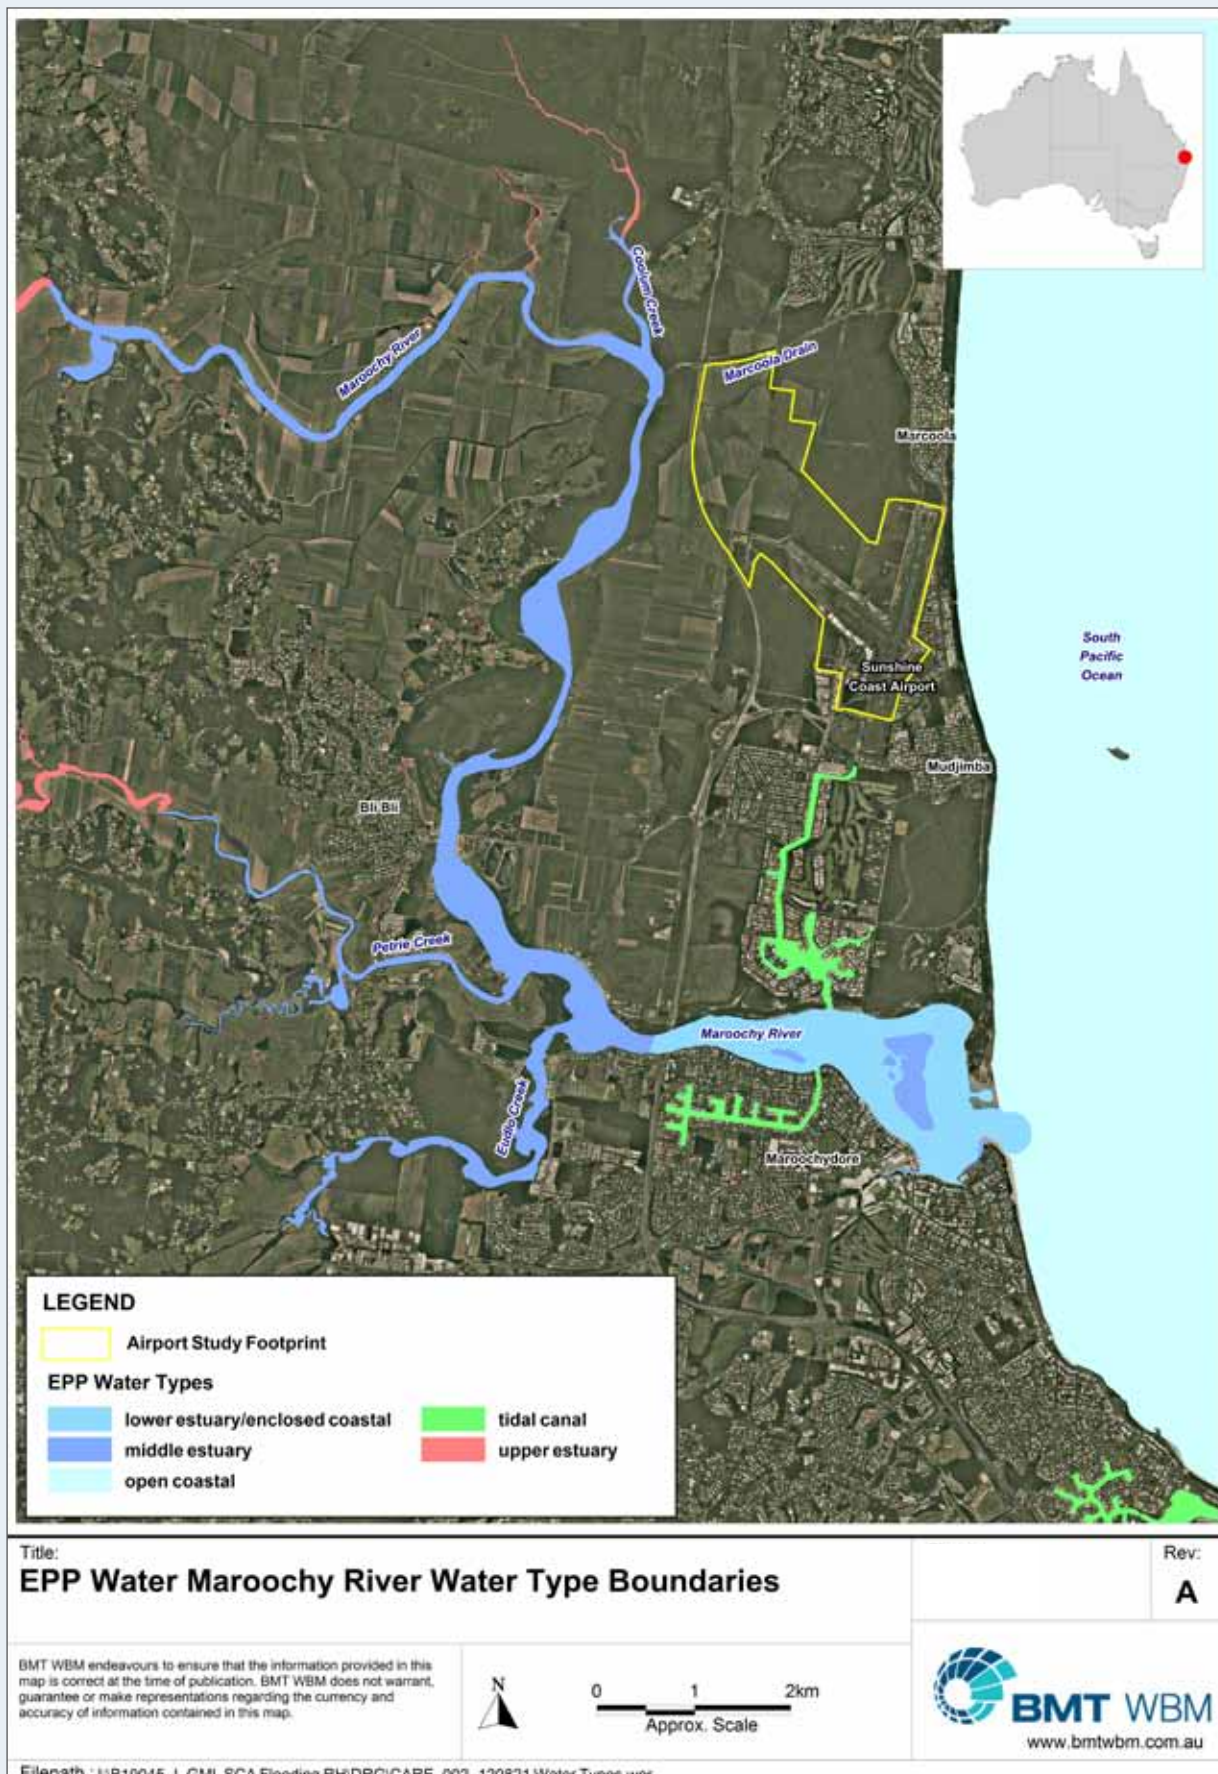 Coolum Creek
Maroochy River
Marcoola Drain
Marcoola
South
Pacific
Ocean
Sunshine
Coast Airport
Mudjimba
Bli Bli
Petrie Creek
Maroochy River
Eudlo Creek
Maroochydore
LEGEND
Airport Study Footprint
EPP Water Types
lower estuary/enclosed coastal
tidal canal
middle estuary
upper estuary
open coastal
Title:
EPP Water Maroochy River Water Type Boundaries
Rev:
A
BMT WBM endeavours to ensure that the information provided in this
map is correct at the time of publication. BMT WBM does not warrant,
guarantee or make representations regarding the currency and
accuracy of information contained in this map.
N
0 1 2km
Approx. Scale
BMT WBM
www.bmtwbm.com.au
Filepath :